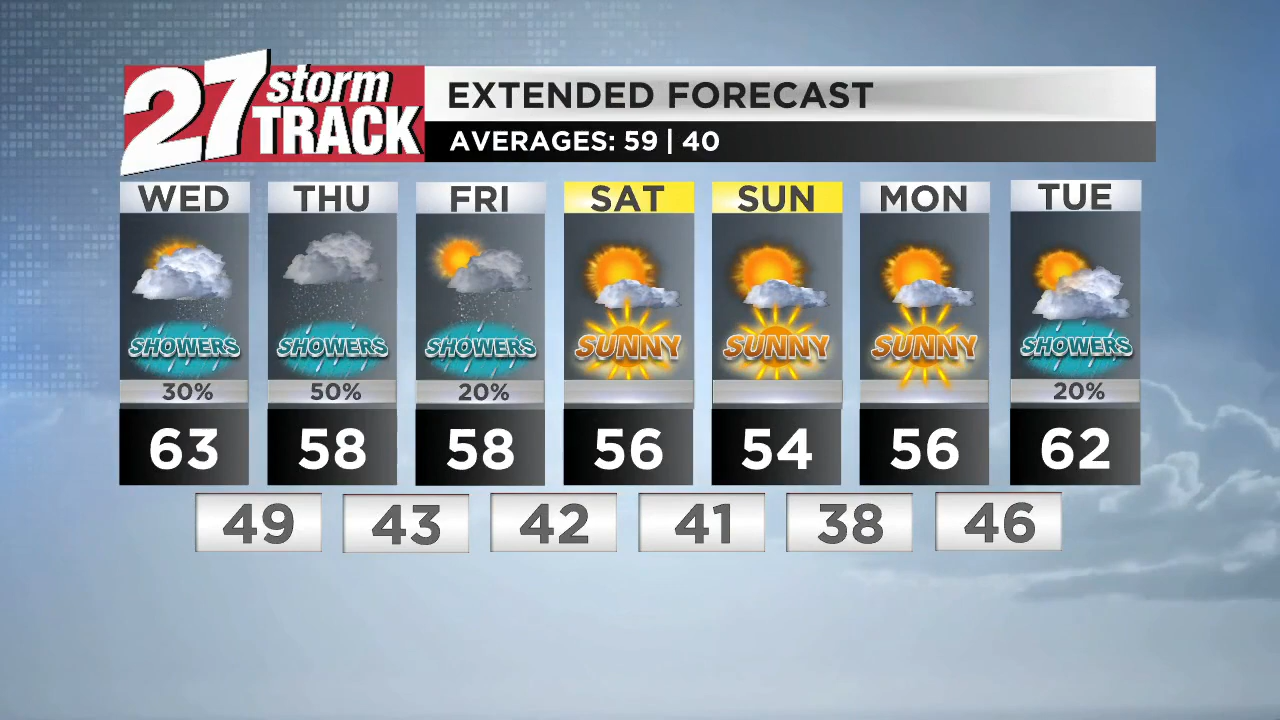 27 storm TRACK
EXTENDED FORECAST
AVERAGES: 59 | 40
WED THU FRI SAT SUN MON TUE
SHOWERS SHOWERS SHOWERS SUNNY SUNNY SUNNY SHOWERS
30% 50% 20% 20%
63 58 58 56 54 56 62
49 43 42 41 38 46